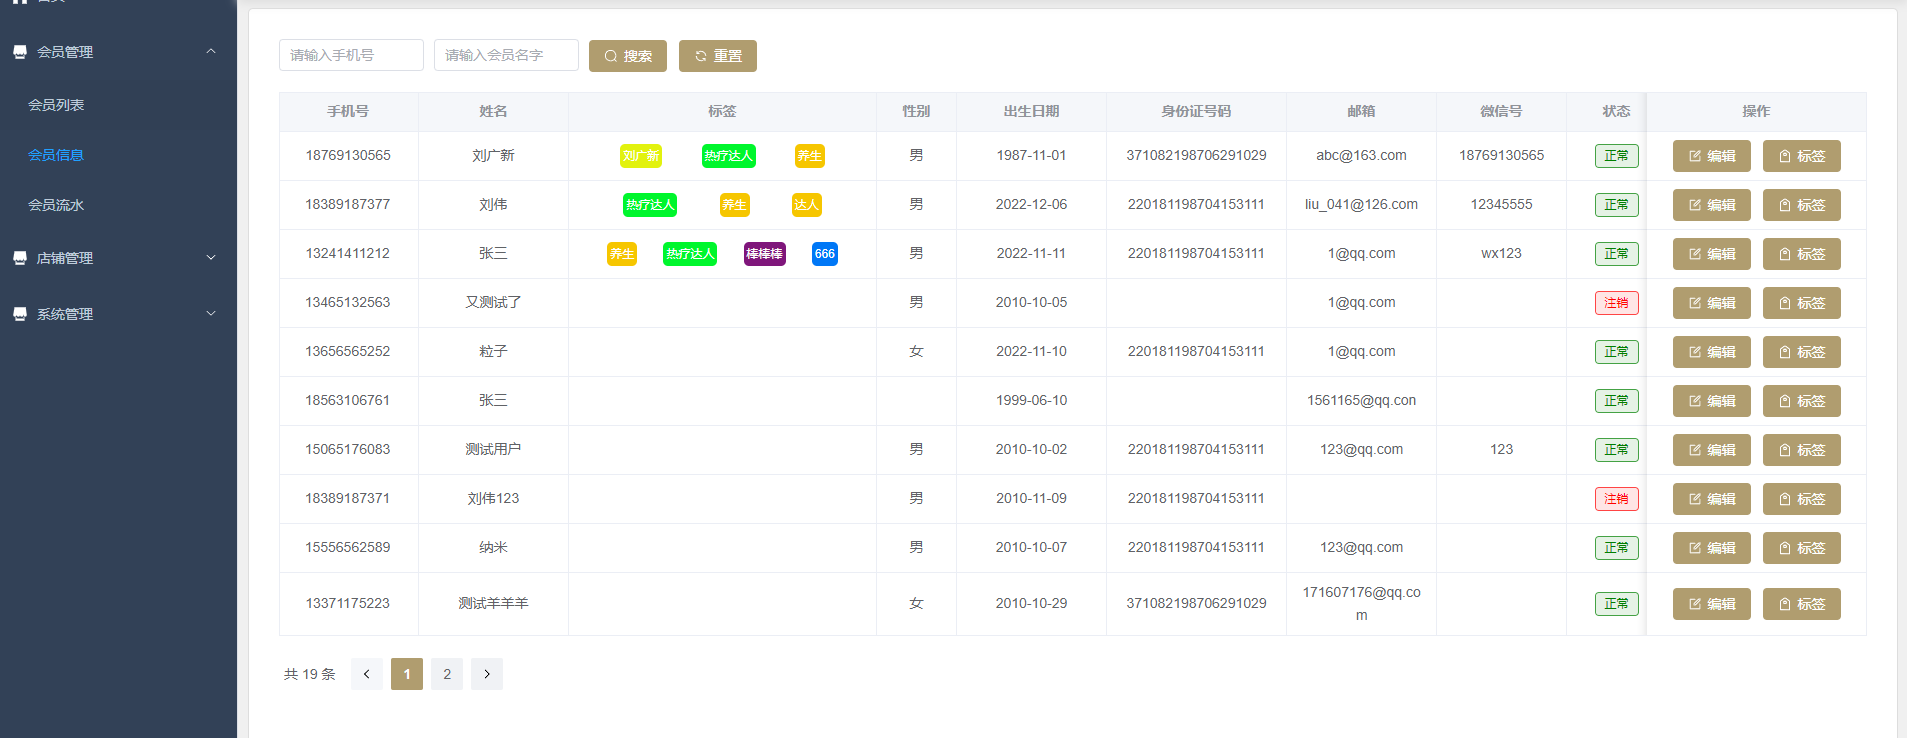 首页
会员管理
会员列表
会员信息
会员流水
店铺管理
系统管理
请输入手机号 请输入会员名字 搜索 重置
手机号 姓名 标签 性别 出生日期 身份证号码 邮箱 微信号 状态 操作
18769130565 刘广新 刘广新 热疗达人 养生 男 1987-11-01 371082198706291029 abc@163.com 18769130565 正常 编辑 标签
18389187377 刘伟 热疗达人 养生 达人 男 2022-12-06 220181198704153111 liu_041@126.com 12345555 正常 编辑 标签
13241411212 张三 养生 热疗达人 棒棒棒 666 男 2022-11-11 220181198704153111 1@qq.com wx123 正常 编辑 标签
13465132563 又测试了 男 2010-10-05 1@qq.com 注销 编辑 标签
13656565252 粒子 女 2022-11-10 220181198704153111 1@qq.com 正常 编辑 标签
18563106761 张三 1999-06-10 1561165@qq.con 正常 编辑 标签
15065176083 测试用户 男 2010-10-02 220181198704153111 123@qq.com 123 正常 编辑 标签
18389187371 刘伟123 男 2010-11-09 220181198704153111 注销 编辑 标签
15556562589 纳米 男 2010-10-07 220181198704153111 123@qq.com 正常 编辑 标签
13371175223 测试羊羊羊 女 2010-10-29 371082198706291029 171607176@qq.co
m 正常 编辑 标签
共 19 条 1 2